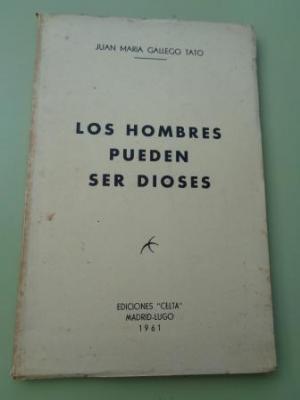 JUAN MARIA GALLEGO TATO
LOS HOMBRES
PUEDEN
SER DIOSES
EDICIONES "CELTA"
MADRID-LUGO
1961